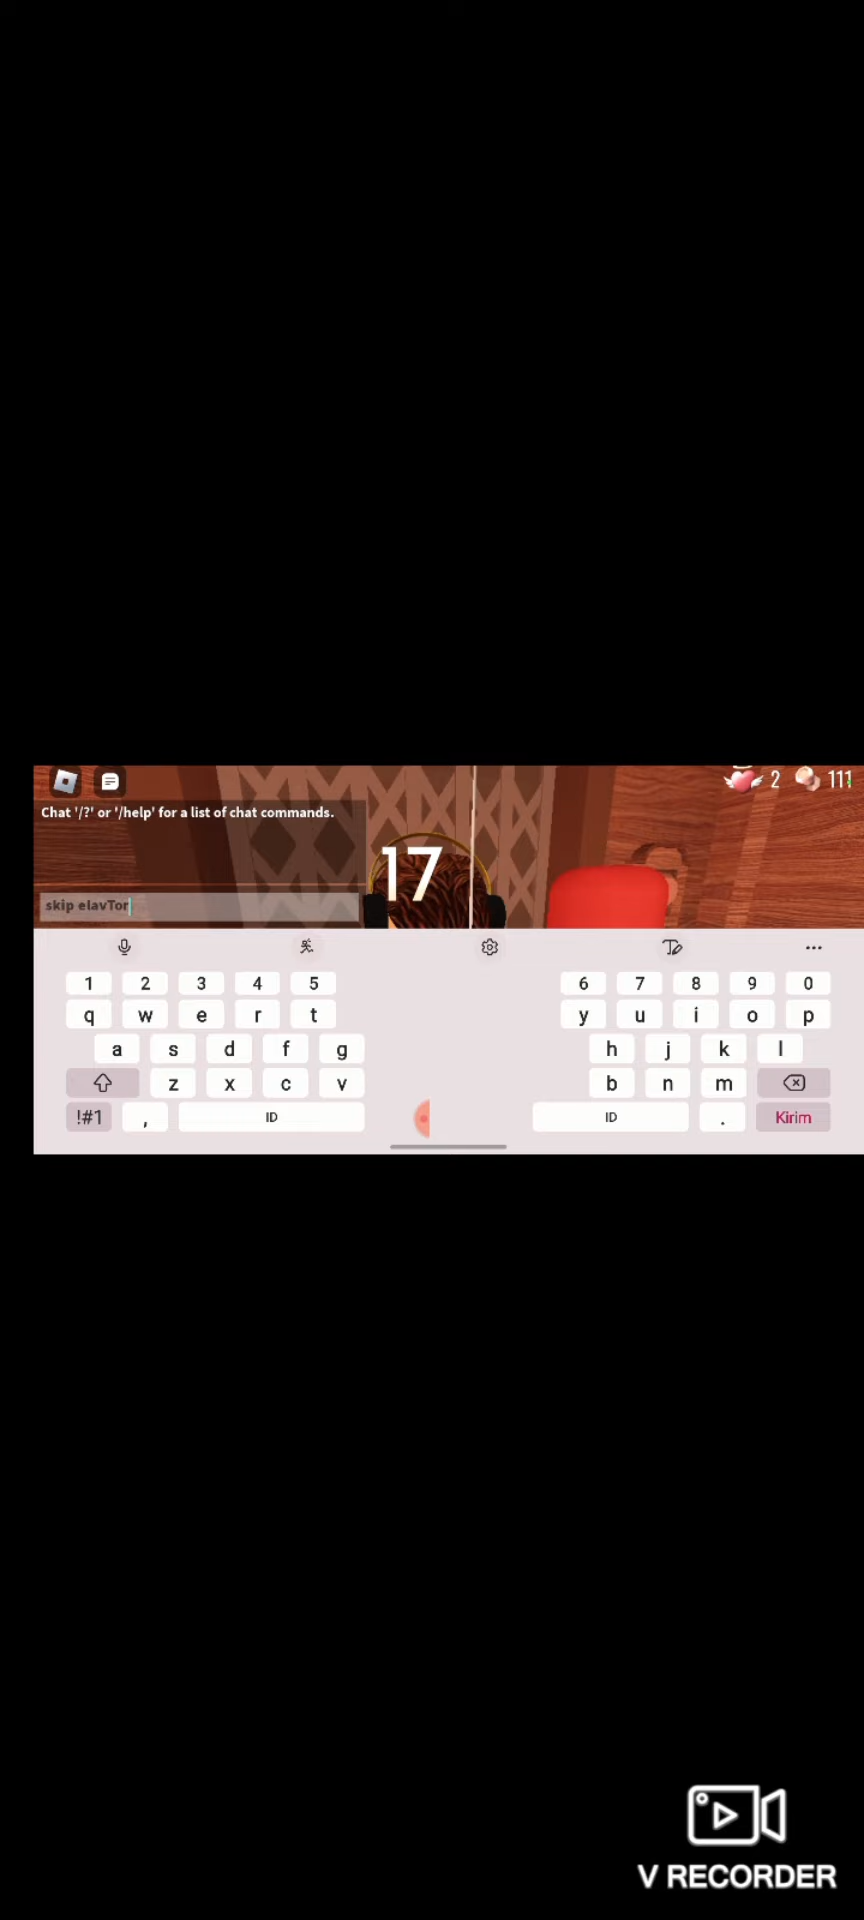 2 111
Chat '/?' or '/help' for a list of chat commands.
17
skip elavTor
1 2 3 4 5 6 7 8 9 0
q w e r t y u i o p
a s d f g h j k l
z x c v b n m
!#1 , ID ID . Kirim
V RECORDER